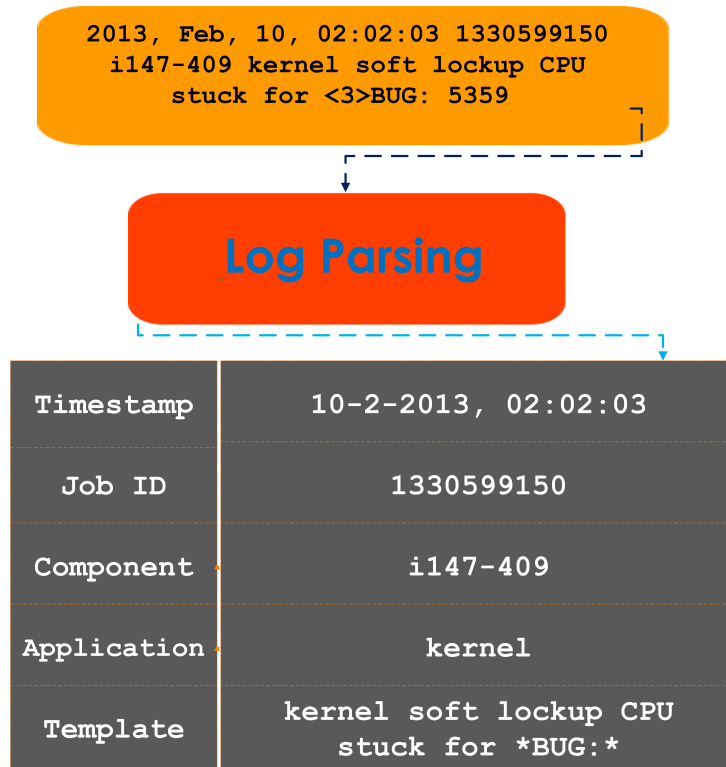 2013, Feb, 10, 02:02:03 1330599150
i147-409 kernel soft lockup CPU
stuck for <3>BUG: 5359
Log Parsing
Timestamp
10-2-2013, 02:02:03
Job ID
1330599150
Component
i147-409
Application
kernel
Template
kernel soft lockup CPU
stuck for *BUG:*